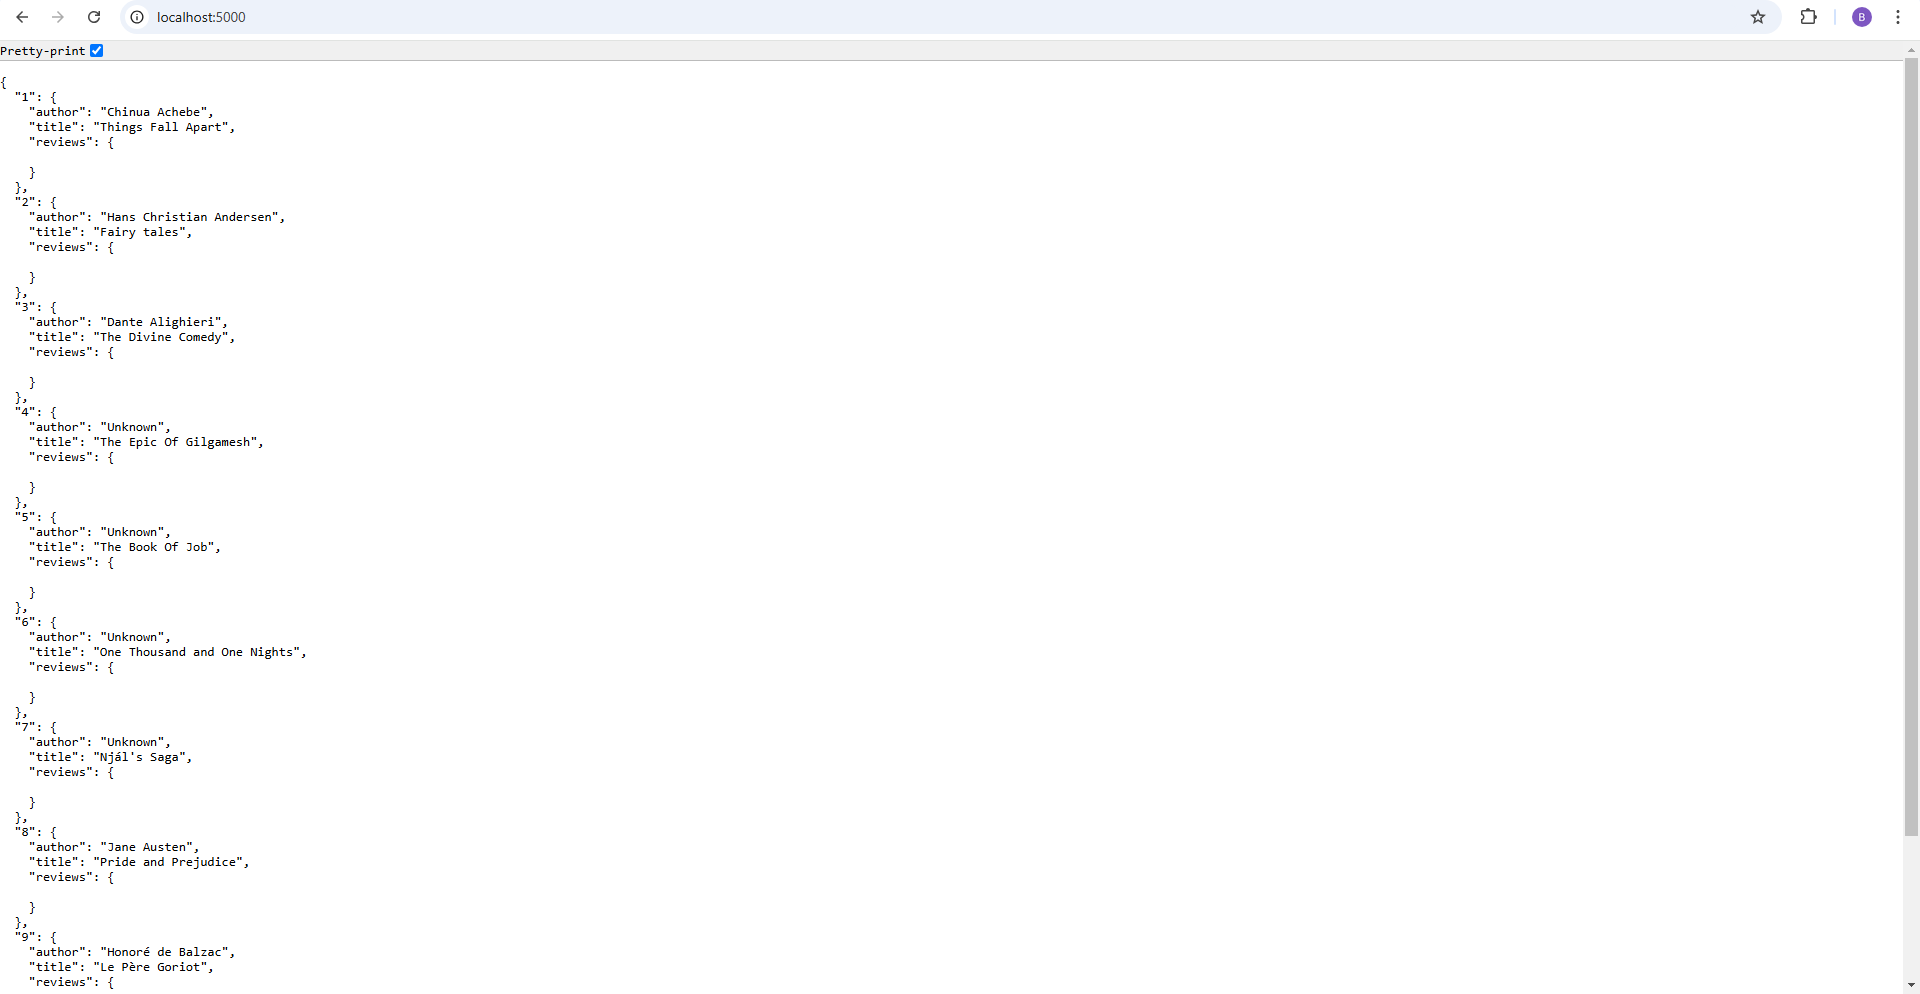 localhost:5000
B
Pretty-print
{
  "1": {
    "author": "Chinua Achebe",
    "title": "Things Fall Apart",
    "reviews": {

    }
  },
  "2": {
    "author": "Hans Christian Andersen",
    "title": "Fairy tales",
    "reviews": {

    }
  },
  "3": {
    "author": "Dante Alighieri",
    "title": "The Divine Comedy",
    "reviews": {

    }
  },
  "4": {
    "author": "Unknown",
    "title": "The Epic Of Gilgamesh",
    "reviews": {

    }
  },
  "5": {
    "author": "Unknown",
    "title": "The Book Of Job",
    "reviews": {

    }
  },
  "6": {
    "author": "Unknown",
    "title": "One Thousand and One Nights",
    "reviews": {

    }
  },
  "7": {
    "author": "Unknown",
    "title": "Njál's Saga",
    "reviews": {

    }
  },
  "8": {
    "author": "Jane Austen",
    "title": "Pride and Prejudice",
    "reviews": {

    }
  },
  "9": {
    "author": "Honoré de Balzac",
    "title": "Le Père Goriot",
    "reviews": {